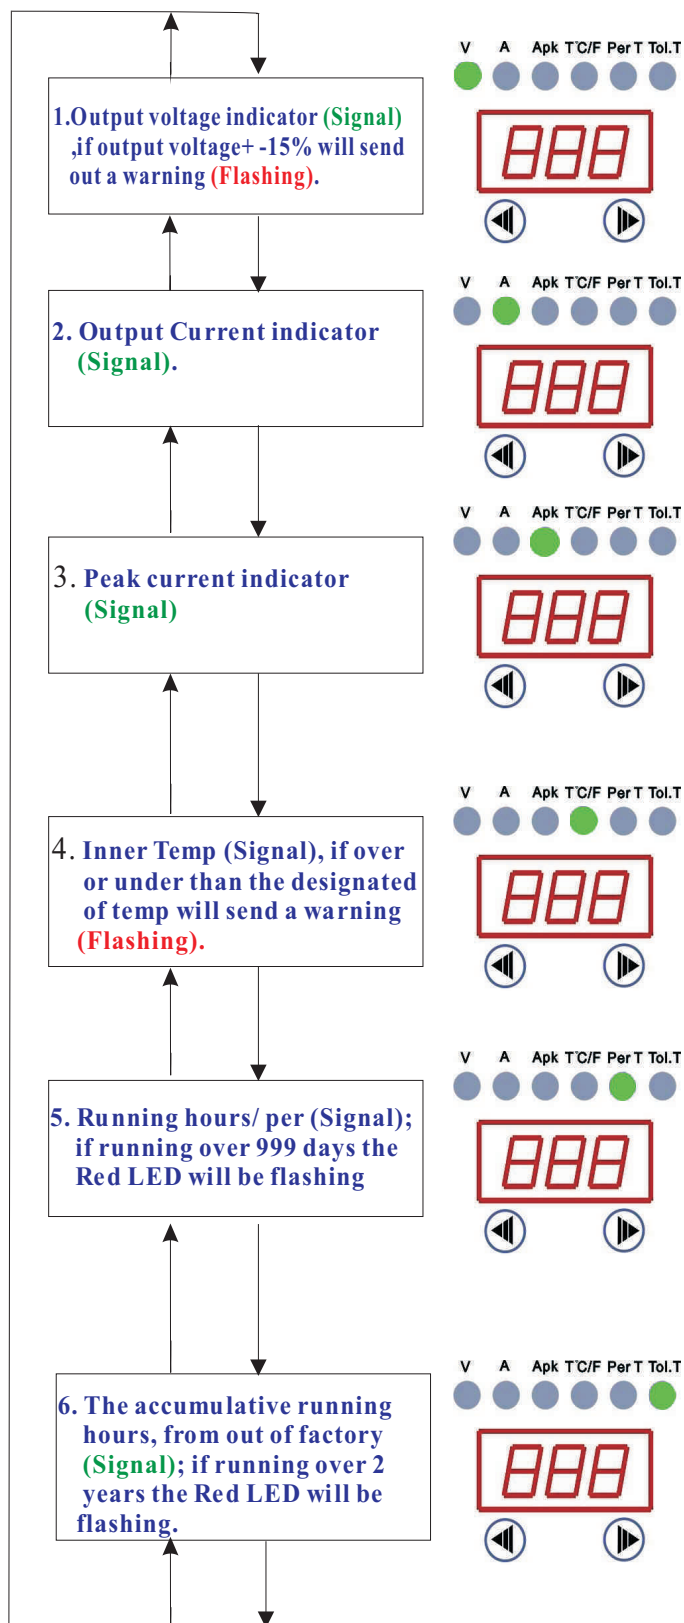 V A Apk T°C/F Per T Tol.T
1.Output voltage indicator (Signal)
,if output voltage+ -15% will send
out a warning (Flashing).
888
V A Apk T°C/F Per T Tol.T
2. Output Current indicator
(Signal).
888
V A Apk T°C/F Per T Tol.T
3. Peak current indicator
(Signal)
888
V A Apk T°C/F Per T Tol.T
4. Inner Temp (Signal), if over
or under than the designated
of temp will send a warning
(Flashing).
888
V A Apk T°C/F Per T Tol.T
5. Running hours/ per (Signal);
if running over 999 days the
Red LED will be flashing
888
V A Apk T°C/F Per T Tol.T
6. The accumulative running
hours, from out of factory
(Signal); if running over 2
years the Red LED will be
flashing.
888